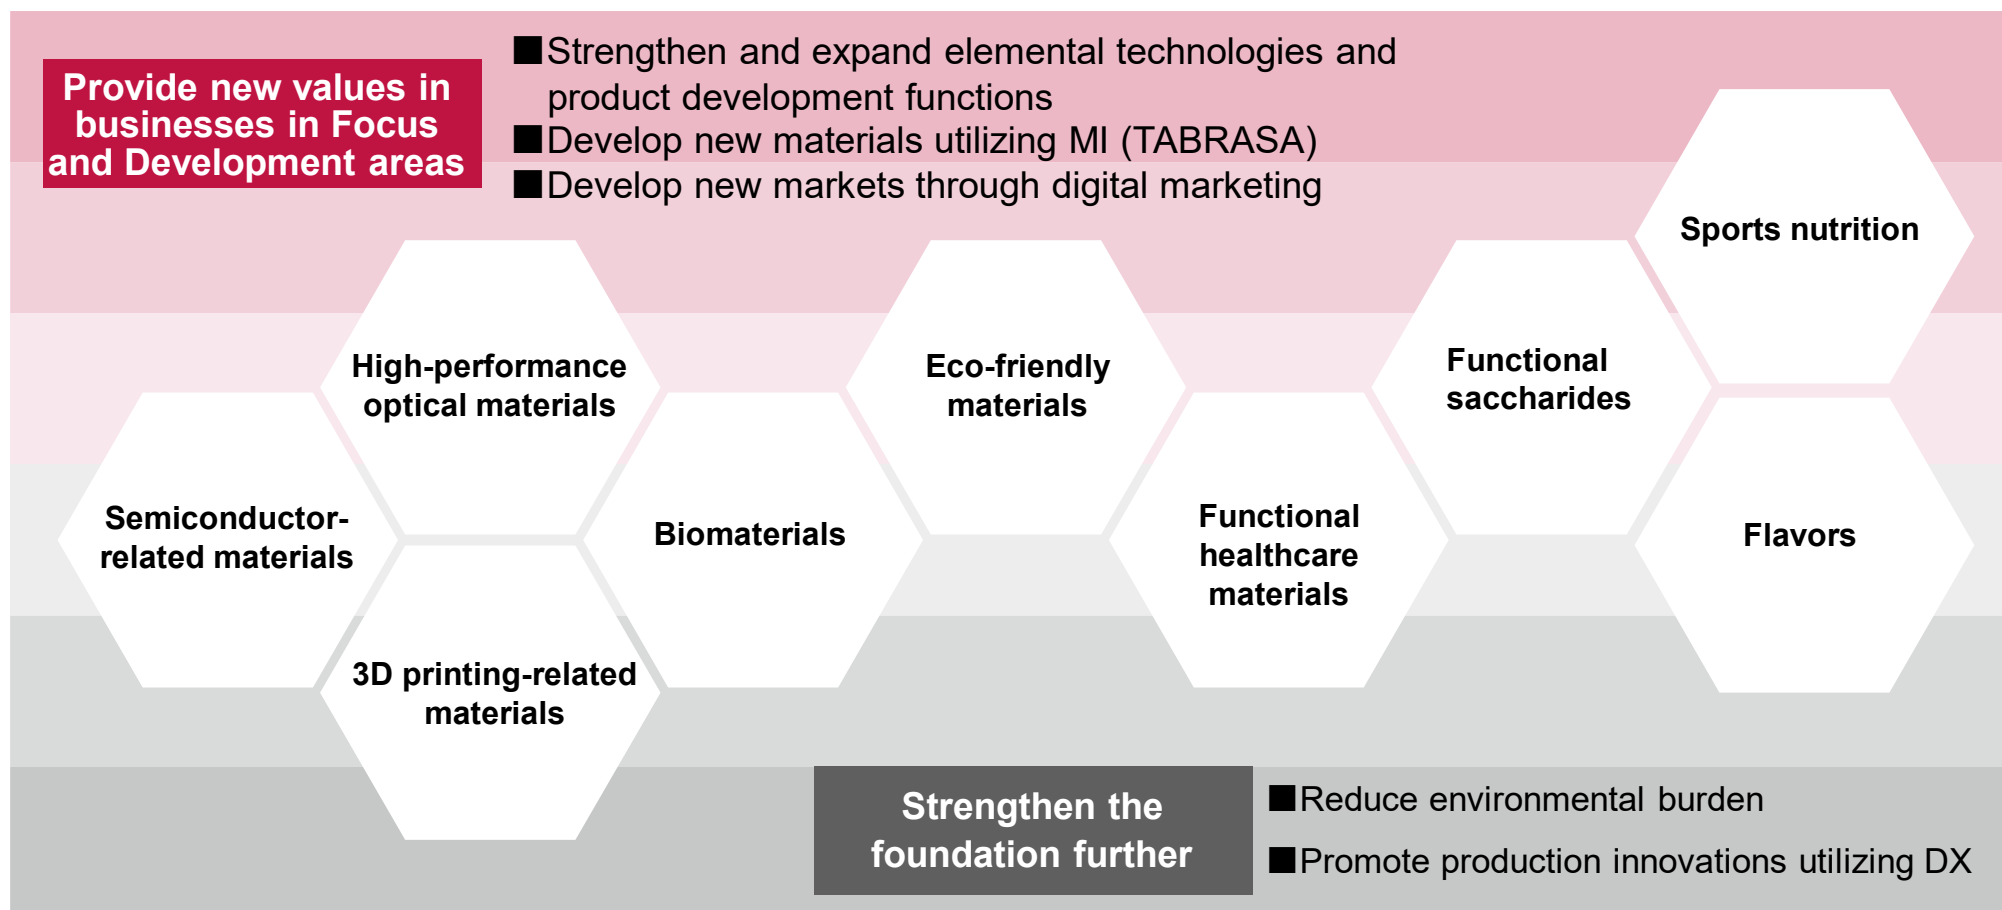 Provide new values in
businesses in Focus
and Development areas
■Strengthen and expand elemental technologies and
product development functions
■Develop new materials utilizing MI (TABRASA)
■Develop new markets through digital marketing
Sports nutrition
High-performance
optical materials
Eco-friendly
materials
Functional
saccharides
Semiconductor-
related materials
Biomaterials
Functional
healthcare
materials
Flavors
3D printing-related
materials
Strengthen the
foundation further
■Reduce environmental burden
■Promote production innovations utilizing DX